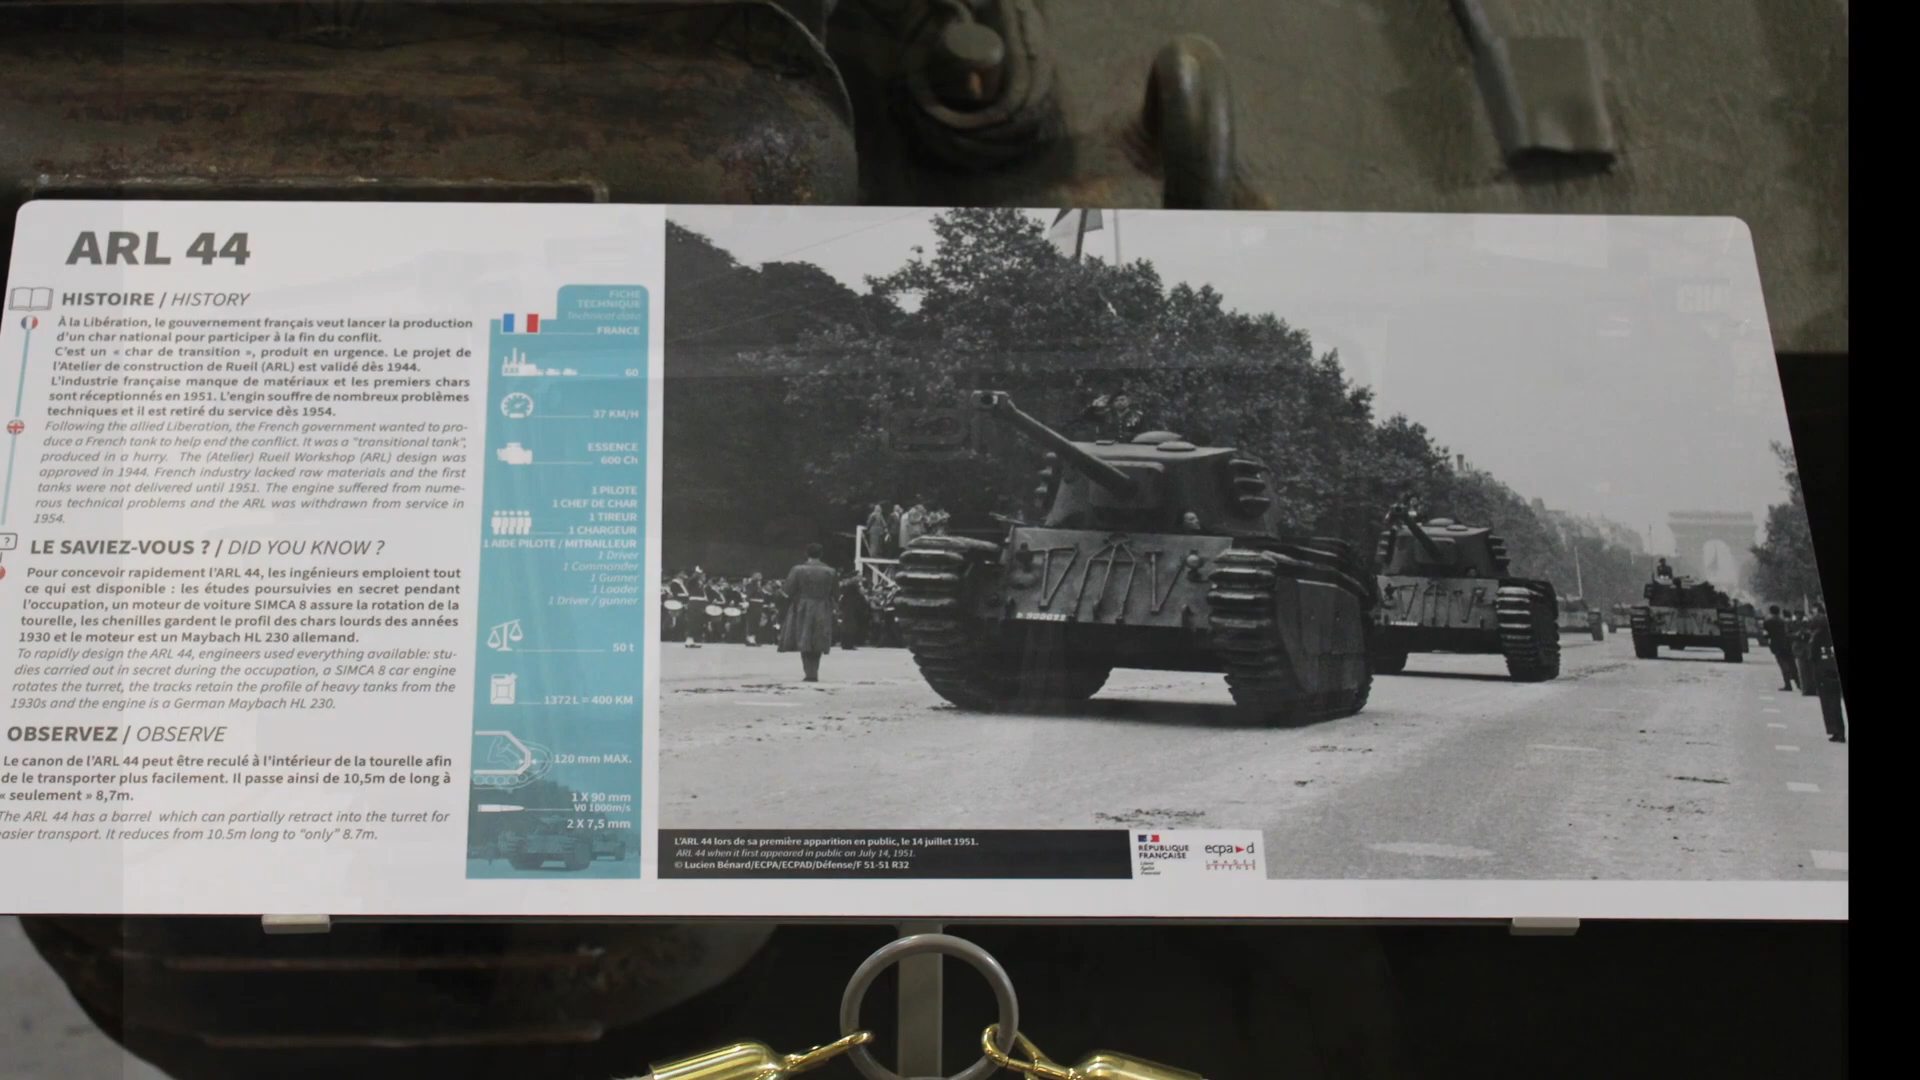 ARL 44
HISTOIRE / HISTORY
À la Libération, le gouvernement français veut lancer la production
d'un char national pour participer à la fin du conflit.
C'est un « char de transition », produit en urgence. Le projet de
l'Atelier de construction de Rueil (ARL) est validé dès 1944.
L'industrie française manque de matériaux et les premiers chars
sont réceptionnés en 1951. L'engin souffre de nombreux problèmes
techniques et il est retiré du service dès 1954.
Following the allied Liberation, the French government wanted to pro-
duce a French tank to help end the conflict. It was a "transitional tank",
produced in a hurry. The (Atelier) Rueil Workshop (ARL) design was
approved in 1944. French industry lacked raw materials and the first
tanks were not delivered until 1951. The engine suffered from nume-
rous technical problems and the ARL was withdrawn from service in
1954.
LE SAVIEZ-VOUS ? / DID YOU KNOW ?
Pour concevoir rapidement l'ARL 44, les ingénieurs emploient tout
ce qui est disponible : les études poursuivies en secret pendant
l'occupation, un moteur de voiture SIMCA 8 assure la rotation de la
tourelle, les chenilles gardent le profil des chars lourds des années
1930 et le moteur est un Maybach HL 230 allemand.
To rapidly design the ARL 44, engineers used everything available: stu-
dies carried out in secret during the occupation, a SIMCA 8 car engine
rotates the turret, the tracks retain the profile of heavy tanks from the
1930s and the engine is a German Maybach HL 230.
OBSERVEZ / OBSERVE
Le canon de l'ARL 44 peut être reculé à l'intérieur de la tourelle afin
de le transporter plus facilement. Il passe ainsi de 10,5m de long à
« seulement » 8,7m.
The ARL 44 has a barrel which can partially retract into the turret for
easier transport. It reduces from 10.5m long to "only" 8.7m.
FICHE
TECHNIQUE
Technical data
FRANCE
60
37 KM/H
ESSENCE
600 Ch
1 PILOTE
1 CHEF DE CHAR
1 TIREUR
1 CHARGEUR
1 AIDE PILOTE / MITRAILLEUR
1 Driver
1 Commander
1 Gunner
1 Loader
1 Driver / gunner
50 t
1372 L = 400 KM
120 mm MAX.
1 X 90 mm
V0 1000m/s
2 X 7,5 mm
L'ARL 44 lors de sa première apparition en public, le 14 juillet 1951.
ARL 44 when it first appeared in public on July 14, 1951.
© Lucien Bénard/ECPA/ECPAD/Défense/F 51-51 R32
RÉPUBLIQUE
FRANÇAISE
Liberté
Égalité
Fraternité
ecpa d
IMAGES
DÉFENSE